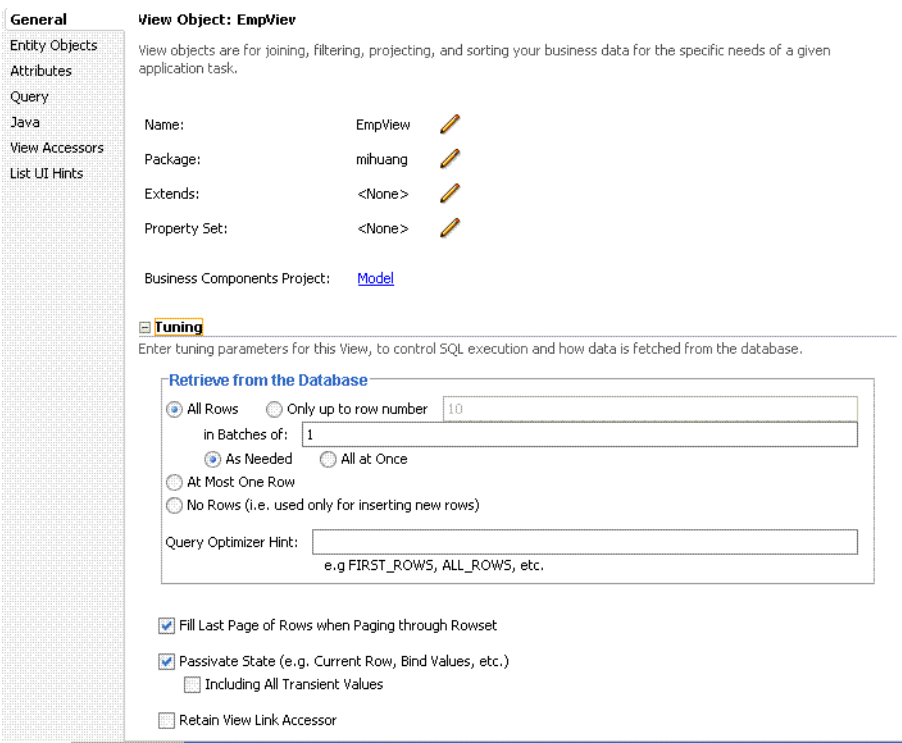 General
Entity Objects
Attributes
Query
Java
View Accessors
List UI Hints
View Object: EmpView
View objects are for joining, filtering, projecting, and sorting your business data for the specific needs of a given
application task.
Name: EmpView
Package: mihuang
Extends: <None>
Property Set: <None>
Business Components Project: Model
Tuning
Enter tuning parameters for this View, to control SQL execution and how data is fetched from the database.
Retrieve from the Database
All Rows Only up to row number 10
in Batches of: 1
As Needed All at Once
At Most One Row
No Rows (i.e. used only for inserting new rows)
Query Optimizer Hint:
e.g FIRST_ROWS, ALL_ROWS, etc.
Fill Last Page of Rows when Paging through Rowset
Passivate State (e.g. Current Row, Bind Values, etc.)
Including All Transient Values
Retain View Link Accessor